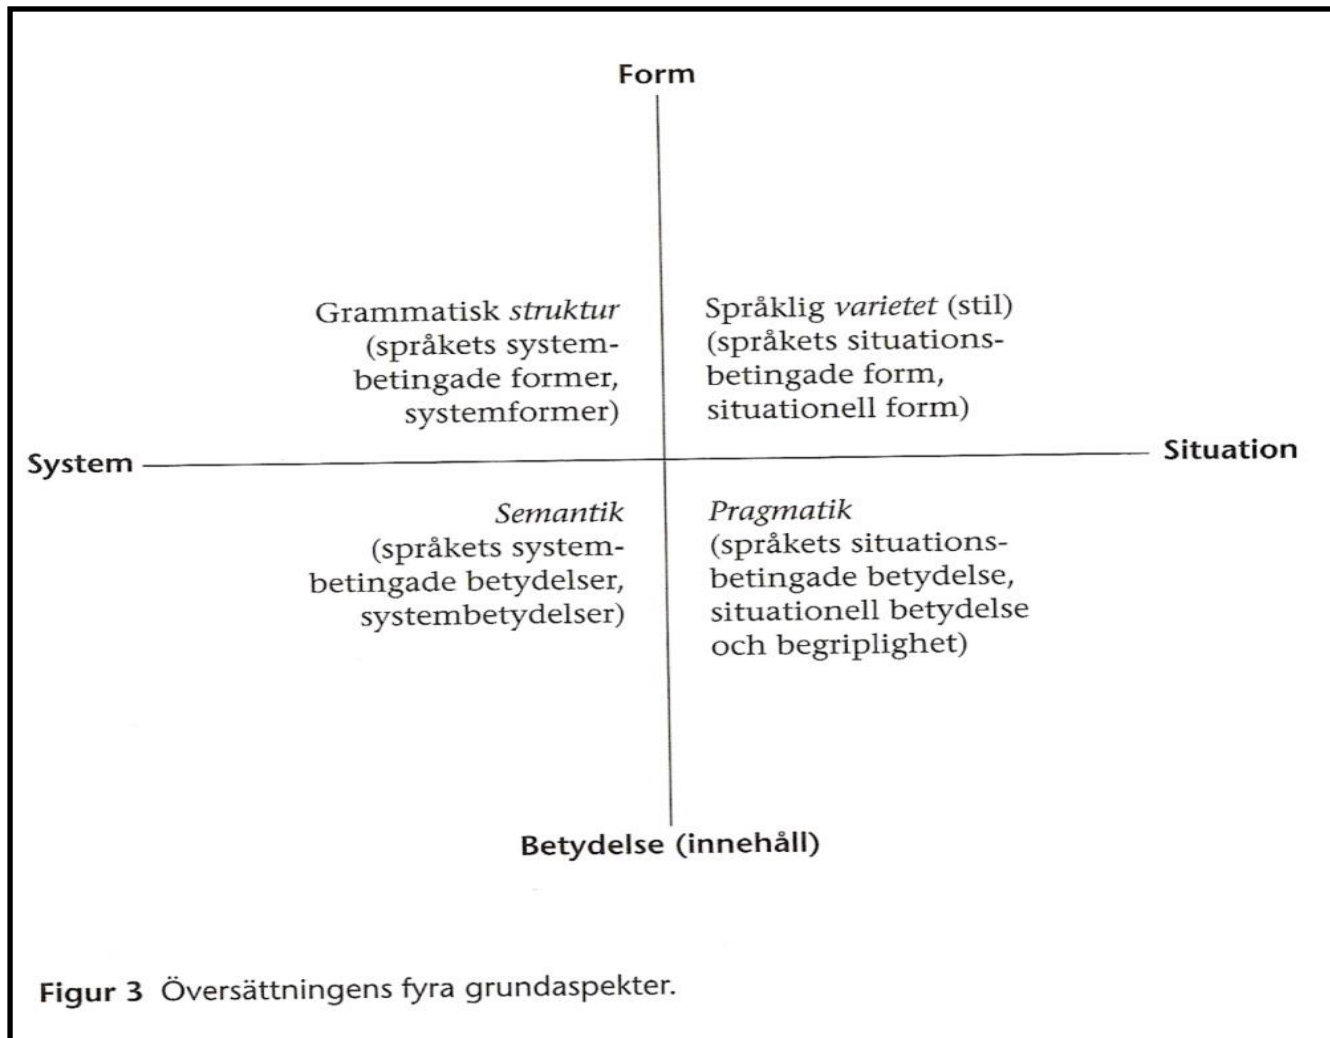 Form
Grammatisk struktur
(språkets system-
betingade former,
systemformer)
Språklig varietet (stil)
(språkets situations-
betingade form,
situationell form)
System
Situation
Semantik
(språkets system-
betingade betydelser,
systembetydelser)
Pragmatik
(språkets situations-
betingade betydelse,
situationell betydelse
och begriplighet)
Betydelse (innehåll)
Figur 3 Översättningens fyra grundaspekter.